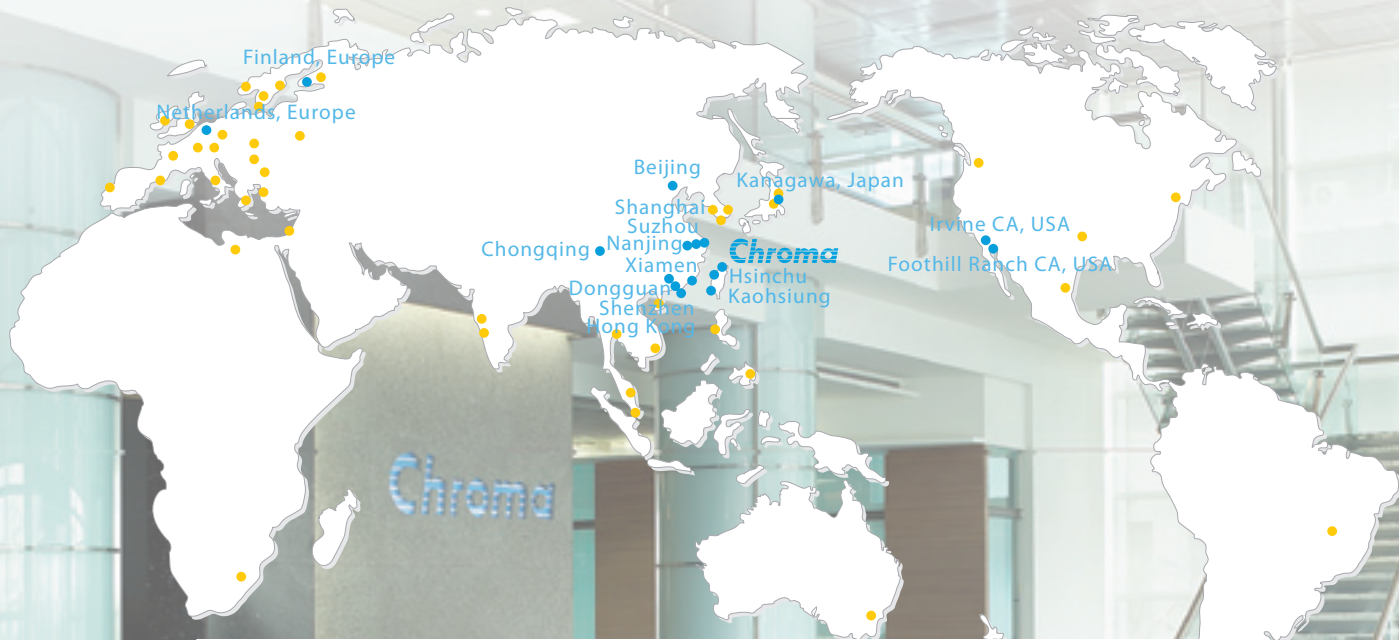 Finland, Europe
Netherlands, Europe
Beijing
Kanagawa, Japan
Shanghai
Suzhou
Nanjing
Chongqing
Xiamen
Dongguan
Shenzhen
Hong Kong
Chroma
Hsinchu
Kaohsiung
Irvine CA, USA
Foothill Ranch CA, USA
Chroma